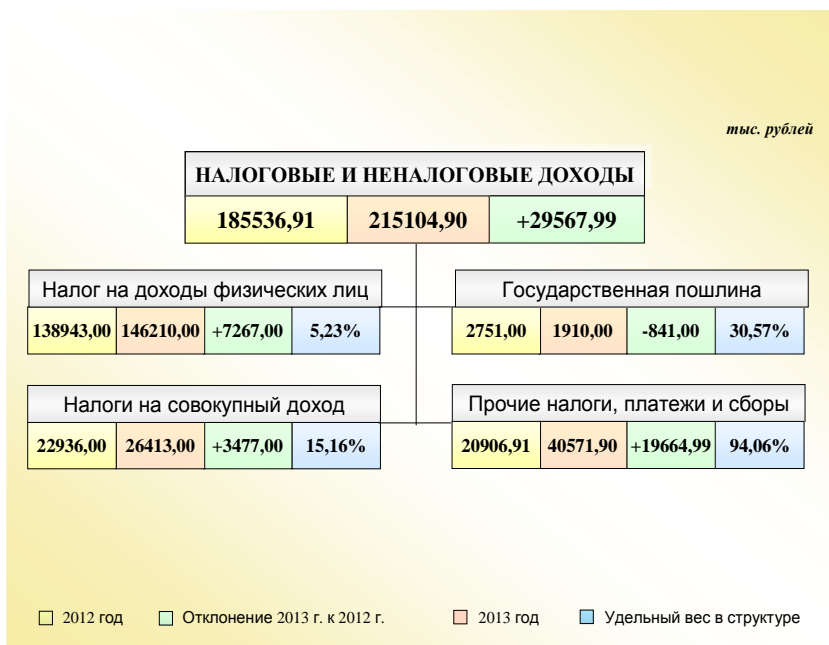 тыс. рублей
НАЛОГОВЫЕ И НЕНАЛОГОВЫЕ ДОХОДЫ
185536,91 215104,90 +29567,99
Налог на доходы физических лиц
138943,00 146210,00 +7267,00 5,23%
Государственная пошлина
2751,00 1910,00 -841,00 30,57%
Налоги на совокупный доход
22936,00 26413,00 +3477,00 15,16%
Прочие налоги, платежи и сборы
20906,91 40571,90 +19664,99 94,06%
2012 год Отклонение 2013 г. к 2012 г. 2013 год Удельный вес в структуре